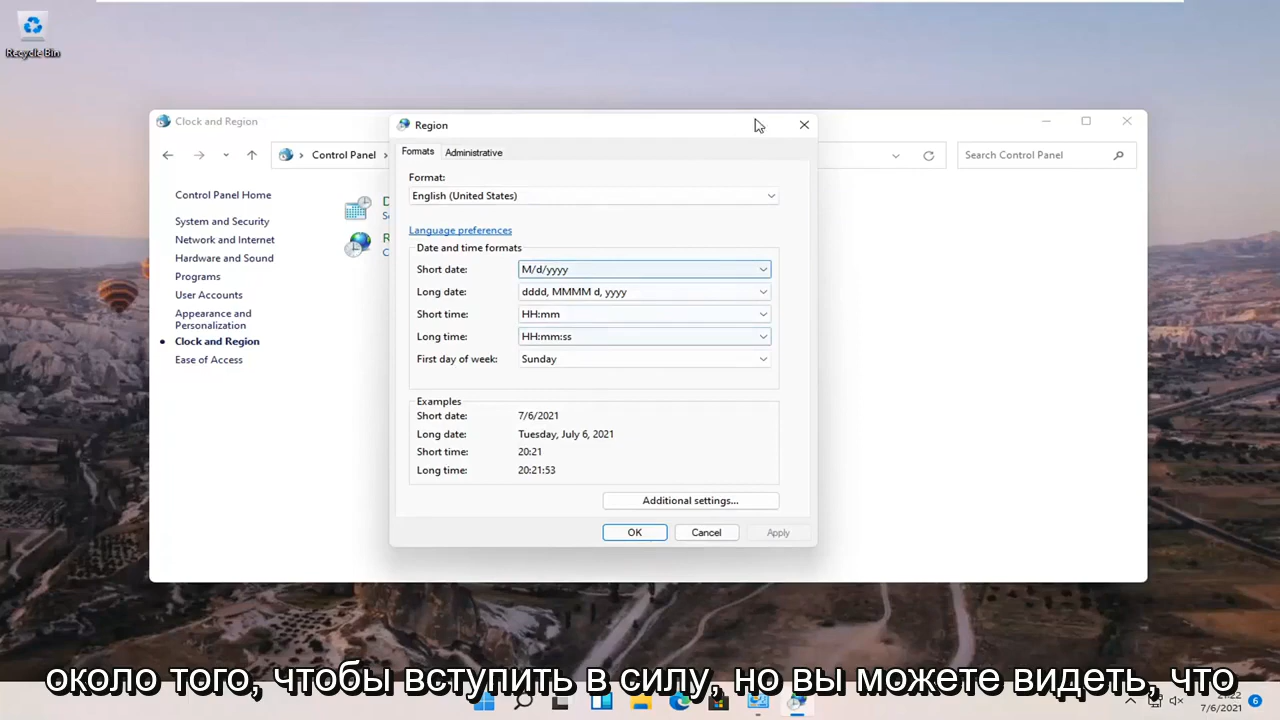 Recycle Bin
Clock and Region
Control Panel
Search Control Panel
Control Panel Home
System and Security
Network and Internet
Hardware and Sound
Programs
User Accounts
Appearance and
Personalization
Clock and Region
Ease of Access
Region
Formats Administrative
Format:
English (United States)
Language preferences
Date and time formats
Short date: M/d/yyyy
Long date: dddd, MMMM d, yyyy
Short time: HH:mm
Long time: HH:mm:ss
First day of week: Sunday
Examples
Short date: 7/6/2021
Long date: Tuesday, July 6, 2021
Short time: 20:21
Long time: 20:21:53
Additional settings...
OK Cancel Apply
около того, чтобы вступить в силу, но вы можете видеть, что
7/6/2021
6